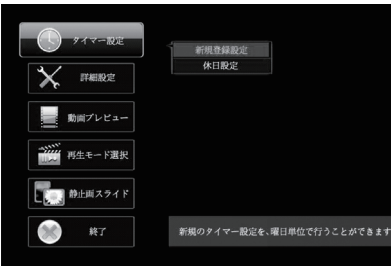 タイマー設定
新規登録設定
休日設定
詳細設定
動画プレビュー
再生モード選択
静止画スライド
終了
新規のタイマー設定を、曜日単位で行うことができます